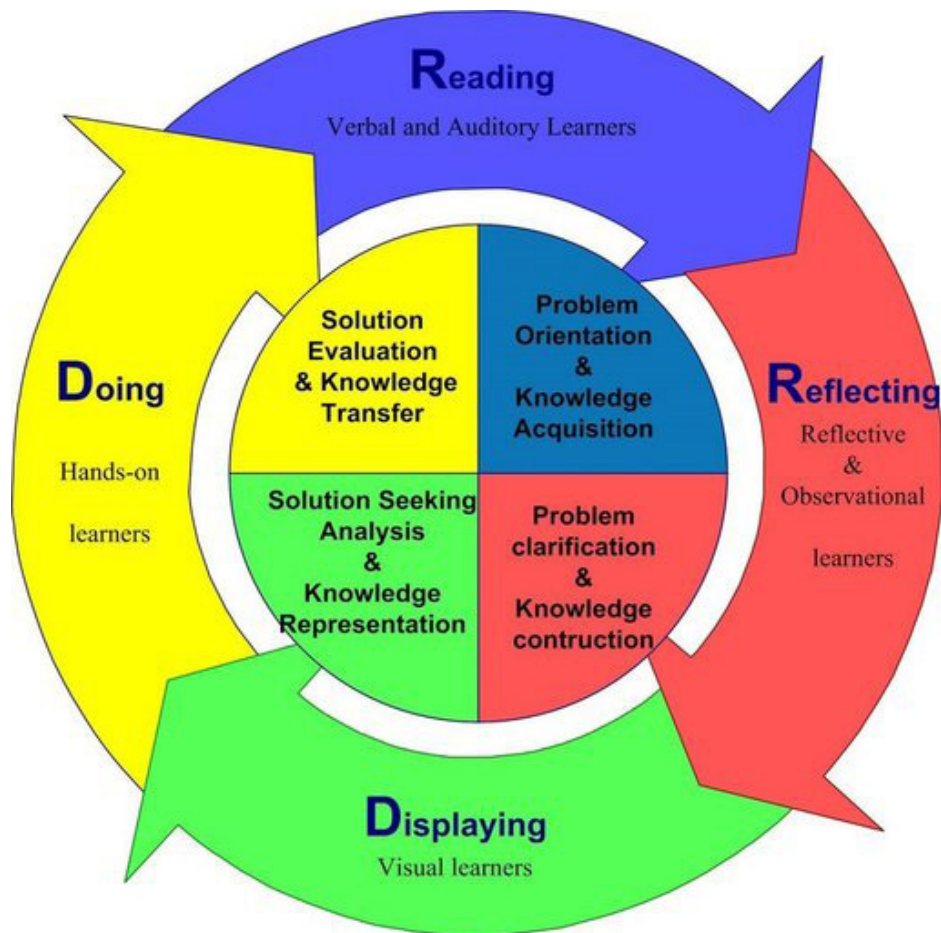 Reading
Verbal and Auditory Learners
Reflecting
Reflective
&
Observational
learners
Displaying
Visual learners
Doing
Hands-on
learners
Problem
Orientation
&
Knowledge
Acquisition
Problem
clarification
&
Knowledge
contruction
Solution Seeking
Analysis
&
Knowledge
Representation
Solution
Evaluation
& Knowledge
Transfer